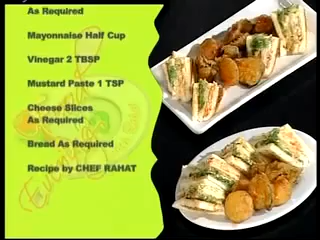 As Required
Mayonnaise Half Cup
Vinegar 2 TBSP
Mustard Paste 1 TSP
Cheese Slices
As Required
Bread As Required
Recipe by CHEF RAHAT